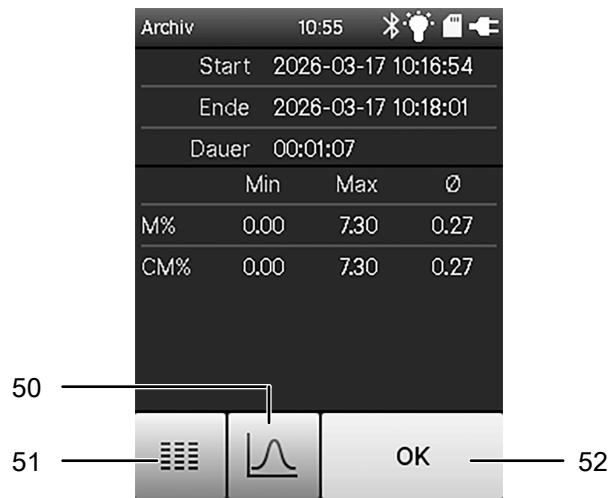 Archiv 10:55
Start 2026-03-17 10:16:54
Ende 2026-03-17 10:18:01
Dauer 00:01:07
Min Max Ø
M% 0.00 7.30 0.27
CM% 0.00 7.30 0.27
50
51 OK 52